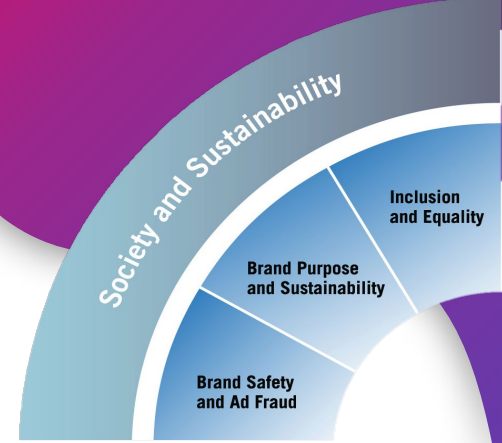 Society and Sustainability
Inclusion
and Equality
Brand Purpose
and Sustainability
Brand Safety
and Ad Fraud